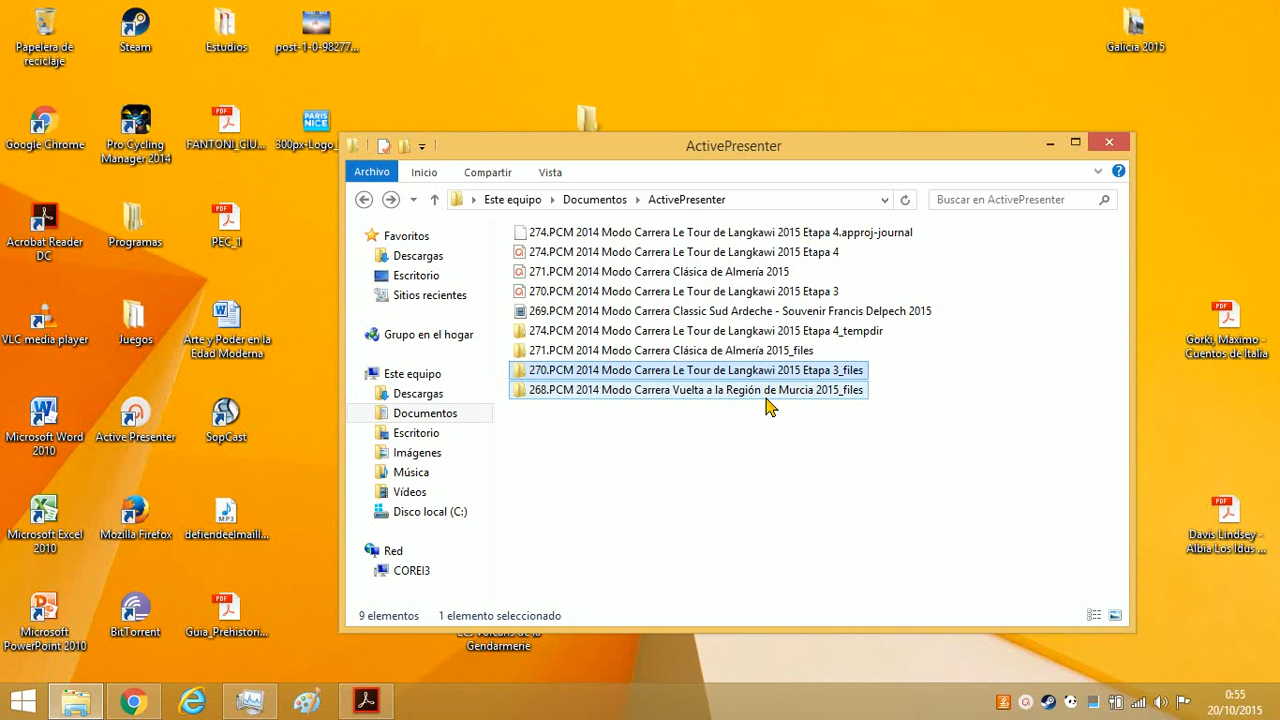 Papelera de
reciclaje
Steam
Estudios
post-1-0-98277...
Galicia 2015
Google Chrome
Pro Cycling
Manager 2014
PDF
FANTONI_CIU...
PARIS
NICE
300px-Logo_
Acrobat Reader
DC
Programas
PDF
PEC_1
VLC media player
Juegos
Arte y Poder en la
Edad Moderna
Microsoft Word
2010
Active Presenter
SopCast
Microsoft Excel
2010
Mozilla Firefox
MP3
defiendeelmaill...
Microsoft
PowerPoint 2010
BitTorrent
PDF
Guia_Prehistori...
Gendarmerie
PDF
Gorki, Maximo -
Cuentos de Italia
PDF
Davis Lindsey -
Albia Los Idus ...
ActivePresenter
Archivo
Inicio
Compartir
Vista
Este equipo
Documentos
ActivePresenter
Buscar en ActivePresenter
Favoritos
Descargas
Escritorio
Sitios recientes
Grupo en el hogar
Este equipo
Descargas
Documentos
Escritorio
Imágenes
Música
Vídeos
Disco local (C:)
Red
COREI3
274.PCM 2014 Modo Carrera Le Tour de Langkawi 2015 Etapa 4.approj-journal
274.PCM 2014 Modo Carrera Le Tour de Langkawi 2015 Etapa 4
271.PCM 2014 Modo Carrera Clásica de Almería 2015
270.PCM 2014 Modo Carrera Le Tour de Langkawi 2015 Etapa 3
269.PCM 2014 Modo Carrera Classic Sud Ardeche - Souvenir Francis Delpech 2015
274.PCM 2014 Modo Carrera Le Tour de Langkawi 2015 Etapa 4_tempdir
271.PCM 2014 Modo Carrera Clásica de Almería 2015_files
270.PCM 2014 Modo Carrera Le Tour de Langkawi 2015 Etapa 3_files
268.PCM 2014 Modo Carrera Vuelta a la Región de Murcia 2015_files
9 elementos
1 elemento seleccionado
0:55
20/10/2015